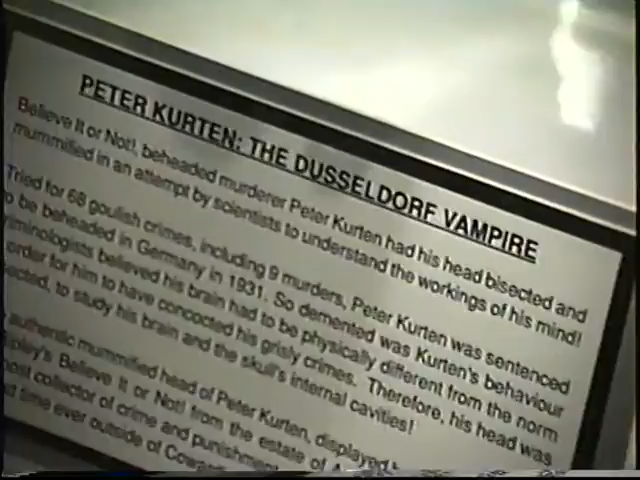 PETER KURTEN: THE DUSSELDORF VAMPIRE
Believe It or Not!, beheaded murderer Peter Kurten had his head bisected and
mummified in an attempt by scientists to understand the workings of his mind!
Tried for 68 goulish crimes, including 9 murders, Peter Kurten was sentenced
to be beheaded in Germany in 1931. So demented was Kurten's behaviour
criminologists believed his brain had to be physically different from the norm
order for him to have concocted his grisly crimes. Therefore, his head was
to study his brain and the skull's internal cavities!
authentic mummified head of Peter Kurten, displayed
Believe It or Not! from the estate of
collector of crime and punishment
time ever outside of